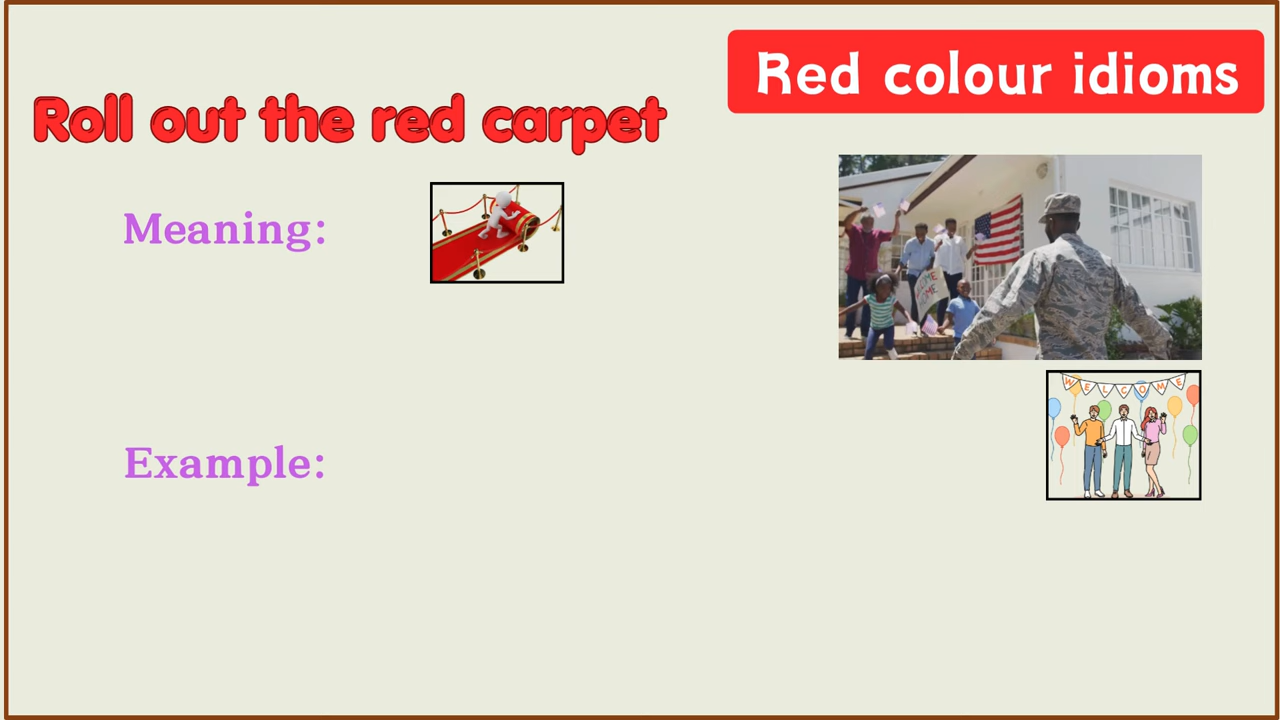 Red colour idioms
Roll out the red carpet
Meaning:
WELCOME
Example: